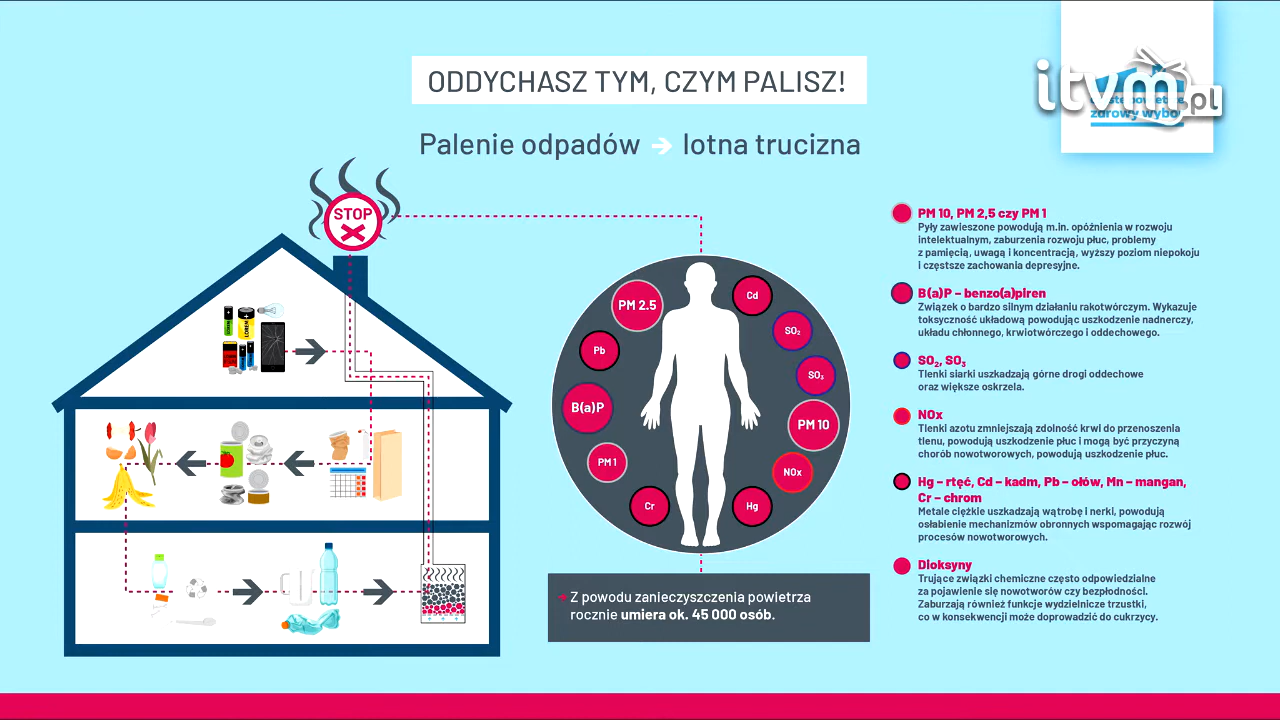 ODDYCHASZ TYM, CZYM PALISZ!
Palenie odpadów → lotna trucizna
itvm.pl
zdrowy wybó
STOP
PM 2.5
Cd
SO₂
Pb
SO₃
B(a)P
PM 10
PM 1
NOx
Cr
Hg
Z powodu zanieczyszczenia powietrza
rocznie umiera ok. 45 000 osób.
PM 10, PM 2,5 czy PM 1
Pyły zawieszone powodują m.in. opóźnienia w rozwoju
intelektualnym, zaburzenia rozwoju płuc, problemy
z pamięcią, uwagą i koncentracją, wyższy poziom niepokoju
i częstsze zachowania depresyjne.
B(a)P – benzo(a)piren
Związek o bardzo silnym działaniu rakotwórczym. Wykazuje
toksyczność układową powodując uszkodzenie nadnerczy,
układu chłonnego, krwiotwórczego i oddechowego.
SO₂, SO₃
Tlenki siarki uszkadzają górne drogi oddechowe
oraz większe oskrzela.
NOx
Tlenki azotu zmniejszają zdolność krwi do przenoszenia
tlenu, powodują uszkodzenie płuc i mogą być przyczyną
chorób nowotworowych, powodują uszkodzenie płuc.
Hg – rtęć, Cd – kadm, Pb – ołów, Mn – mangan,
Cr – chrom
Metale ciężkie uszkadzają wątrobę i nerki, powodują
osłabienie mechanizmów obronnych wspomagając rozwój
procesów nowotworowych.
Dioksyny
Trujące związki chemiczne często odpowiedzialne
za pojawienie się nowotworów czy bezpłodności.
Zaburzają również funkcje wydzielnicze trzustki,
co w konsekwencji może doprowadzić do cukrzycy.